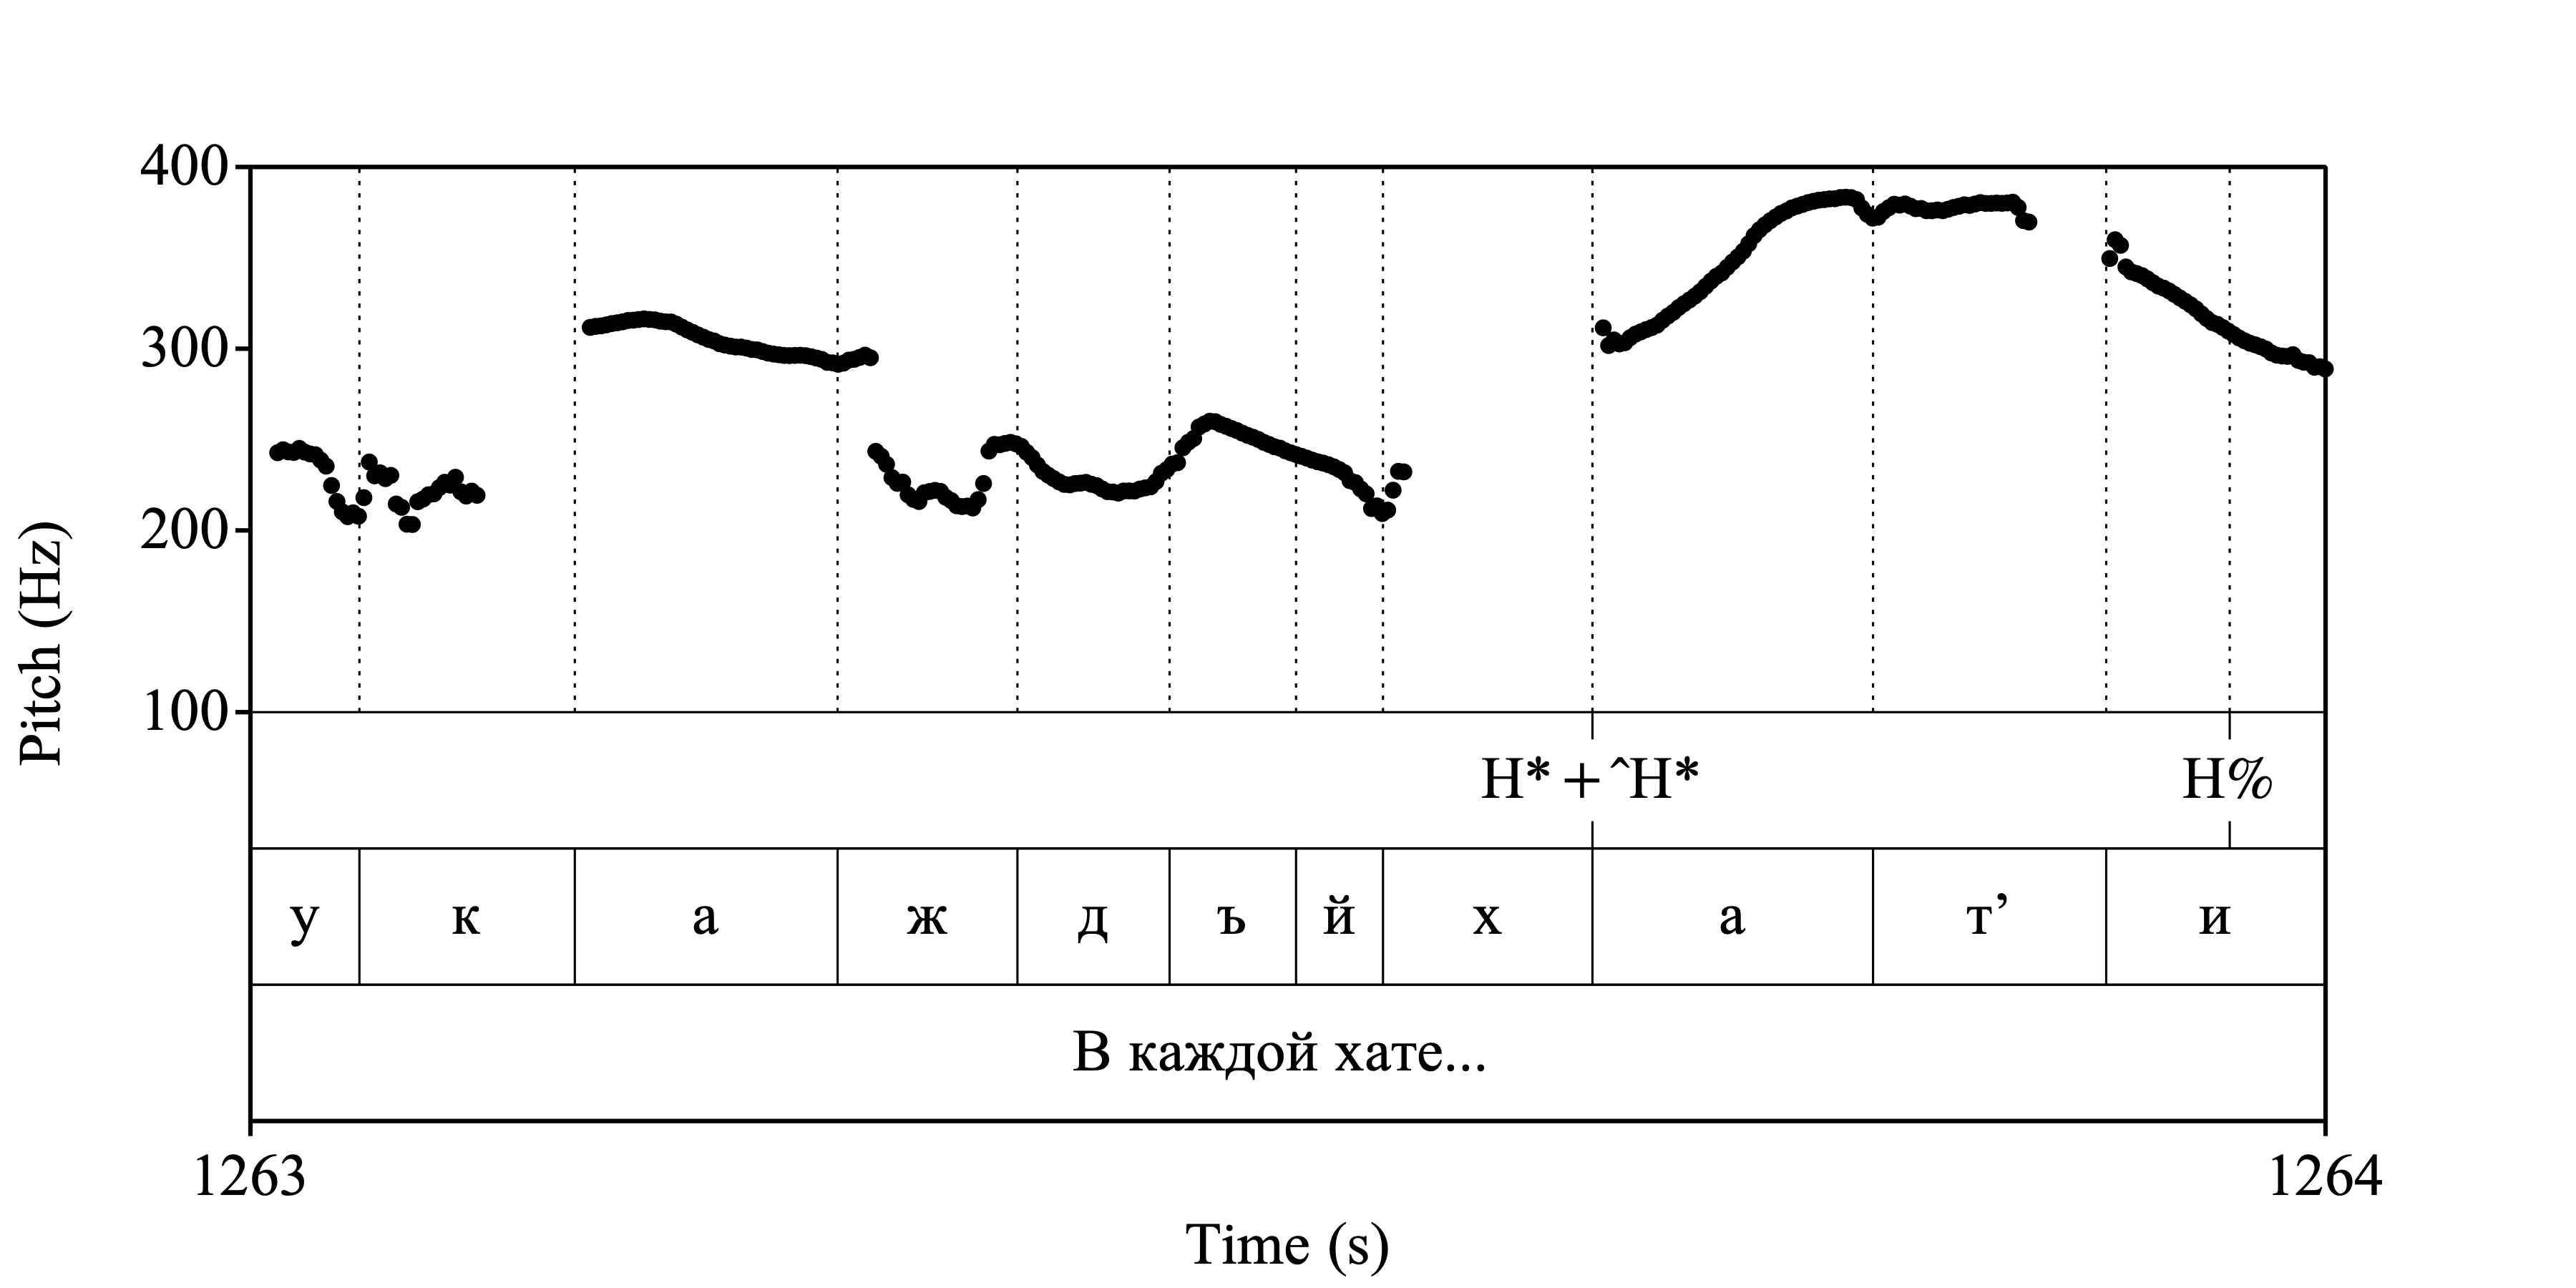 400
300
200
100
Pitch (Hz)
H* + ˆH* H%
у к а ж д ъ й х а т’ и
В каждой хате...
1263 1264
Time (s)